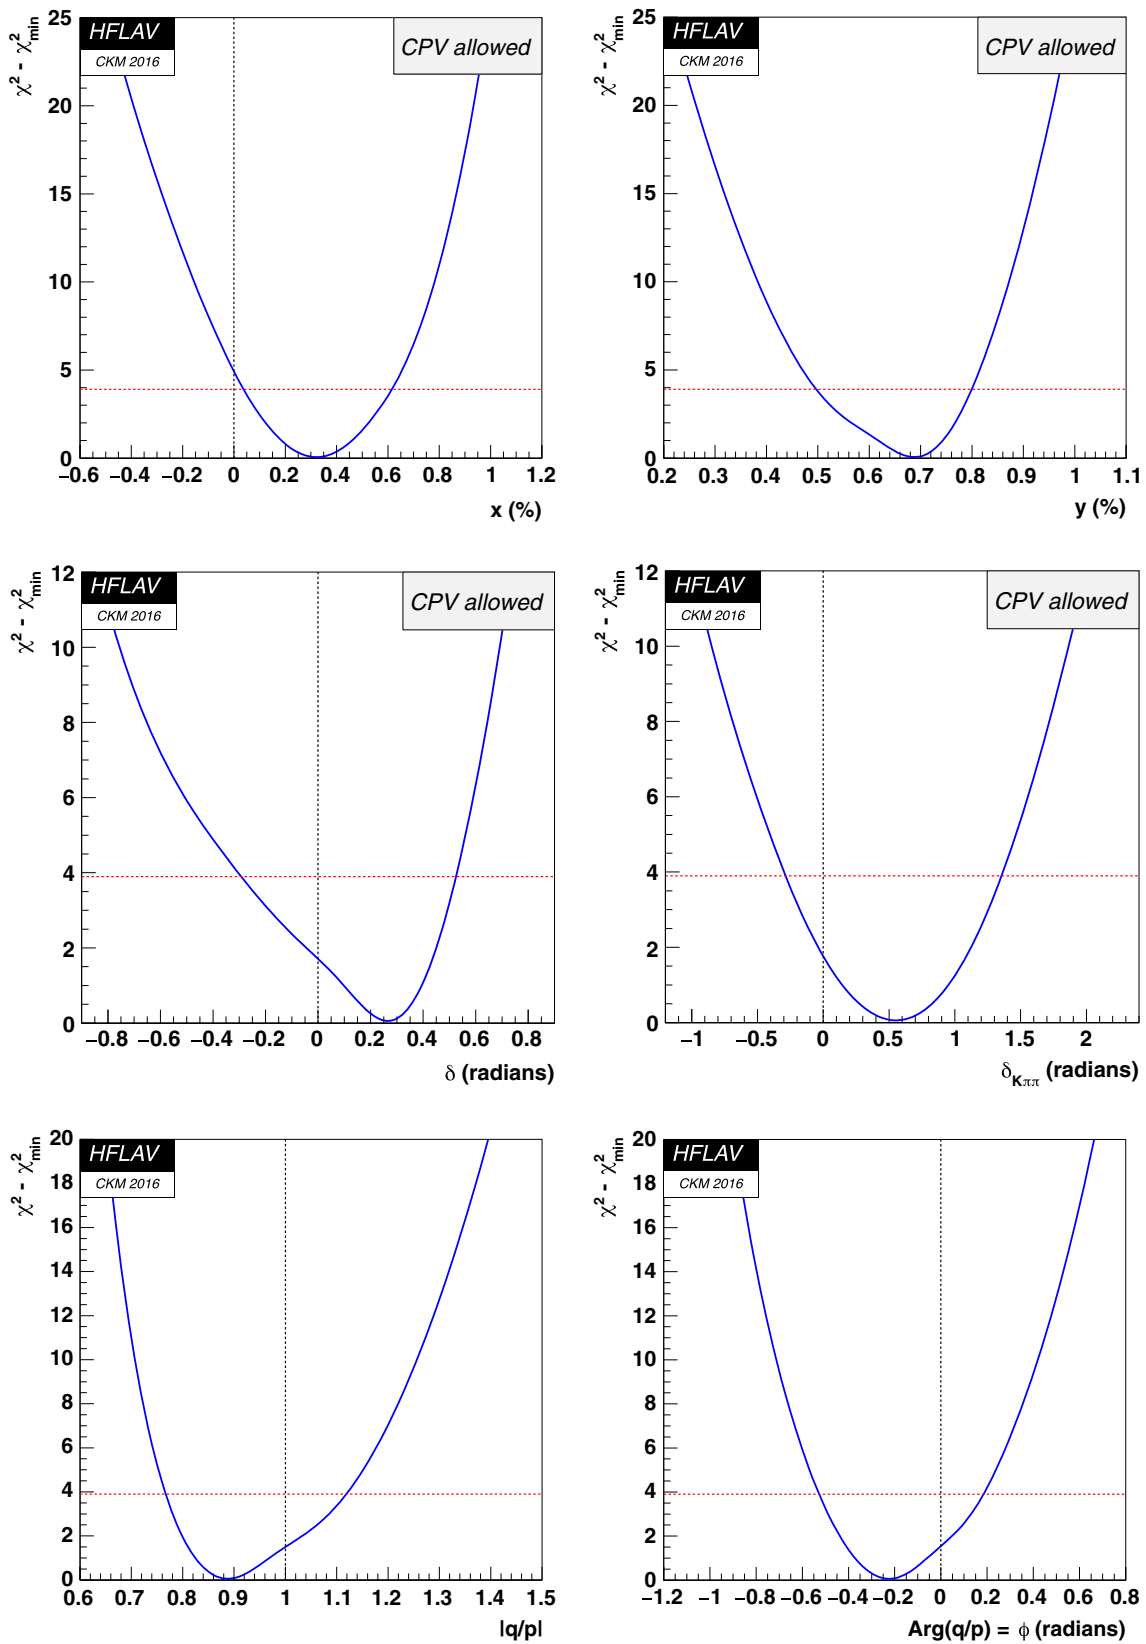 χ² - χ²min
25
20
15
10
5
0
HFLAV
CKM 2016
CPV allowed
−0.6 −0.4 −0.2 0 0.2 0.4 0.6 0.8 1 1.2
x (%)
χ² - χ²min
25
20
15
10
5
0
HFLAV
CKM 2016
CPV allowed
0.2 0.3 0.4 0.5 0.6 0.7 0.8 0.9 1 1.1
y (%)
χ² - χ²min
12
10
8
6
4
2
0
HFLAV
CKM 2016
CPV allowed
−0.8 −0.6 −0.4 −0.2 0 0.2 0.4 0.6 0.8
δ (radians)
χ² - χ²min
12
10
8
6
4
2
0
HFLAV
CKM 2016
CPV allowed
−1 −0.5 0 0.5 1 1.5 2
δKππ (radians)
χ² - χ²min
20
18
16
14
12
10
8
6
4
2
0
HFLAV
CKM 2016
0.6 0.7 0.8 0.9 1 1.1 1.2 1.3 1.4 1.5
|q/p|
χ² - χ²min
20
18
16
14
12
10
8
6
4
2
0
HFLAV
CKM 2016
−1.2 −1 −0.8 −0.6 −0.4 −0.2 0 0.2 0.4 0.6 0.8
Arg(q/p) = ϕ (radians)